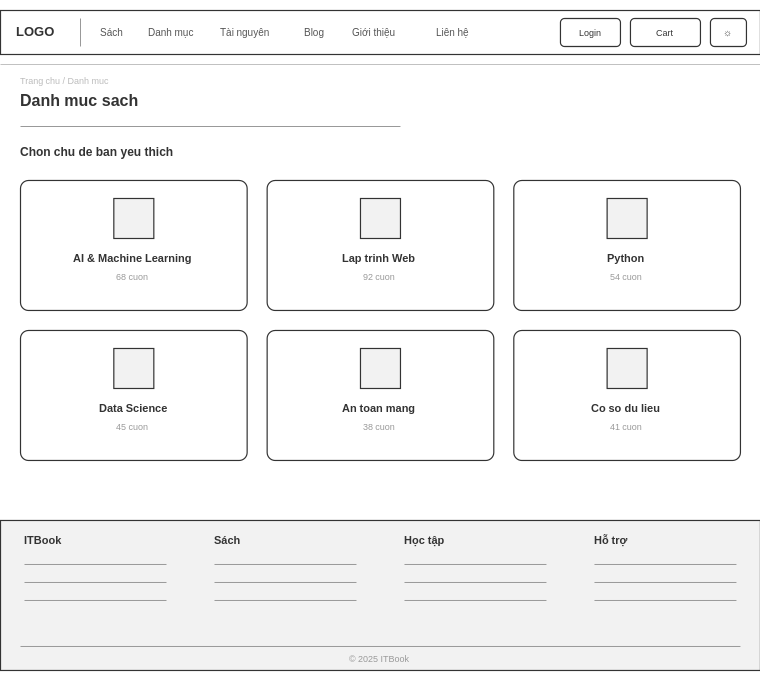 LOGO Sách Danh mục Tài nguyên Blog Giới thiệu Liên hệ Login Cart ☼
Trang chu / Danh muc
Danh muc sach
Chon chu de ban yeu thich
AI & Machine Learning Lap trinh Web Python
68 cuon 92 cuon 54 cuon
Data Science An toan mang Co so du lieu
45 cuon 38 cuon 41 cuon
ITBook Sách Học tập Hỗ trợ
© 2025 ITBook